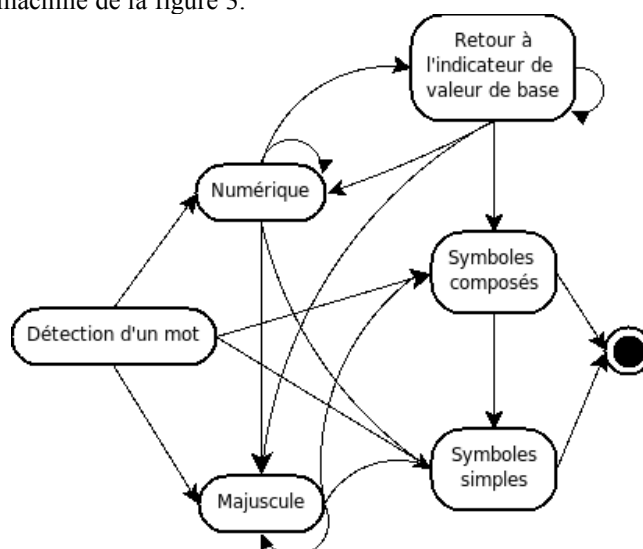 machine de la figure 3.
Retour à
l'indicateur de
valeur de base
Numérique
Symboles
composés
Détection d'un mot
Symboles
simples
Majuscule